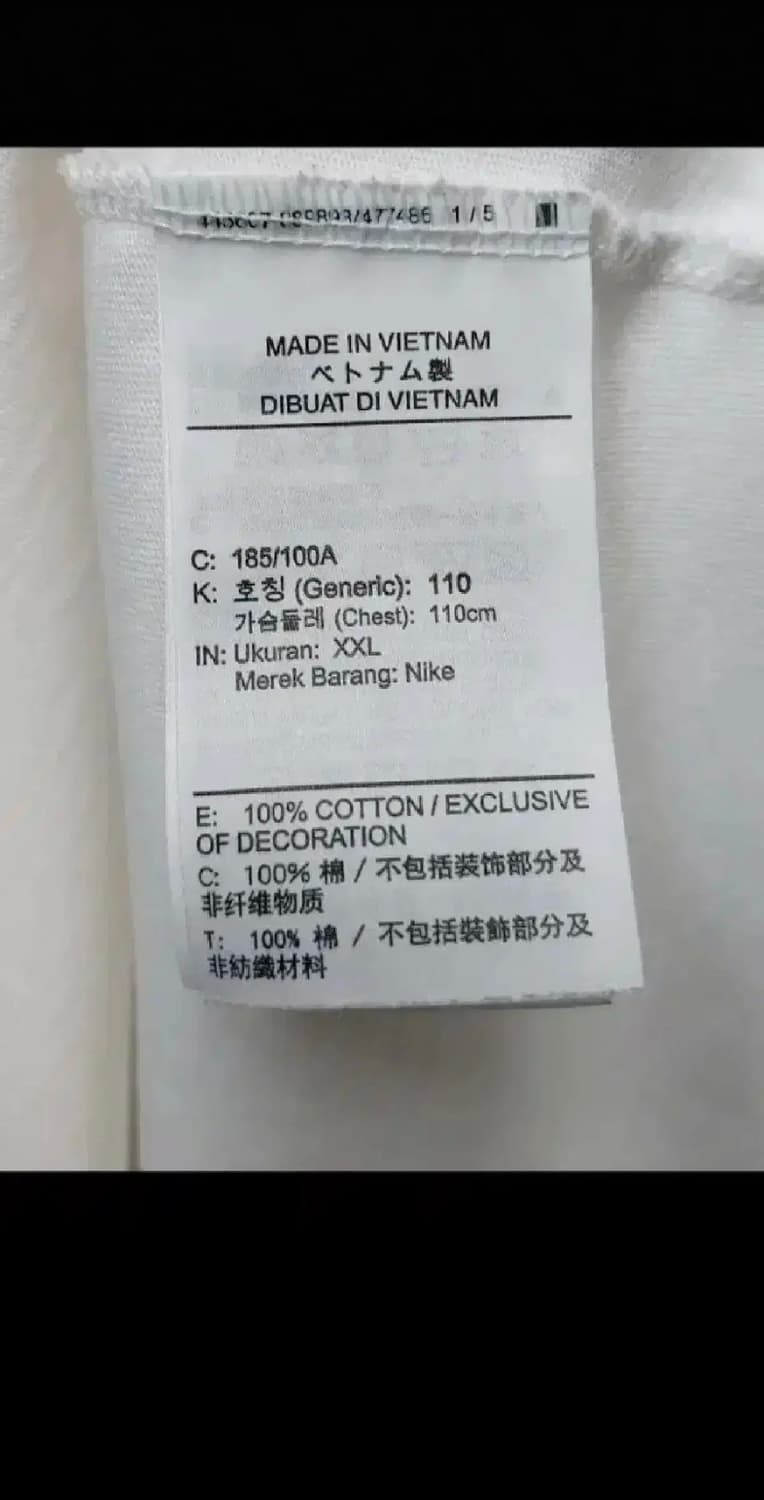 1/5
MADE IN VIETNAM
ベトナム製
DIBUAT DI VIETNAM
C: 185/100A
K: 호칭 (Generic): 110
가슴둘레 (Chest): 110cm
IN: Ukuran: XXL
Merek Barang: Nike
E: 100% COTTON / EXCLUSIVE
OF DECORATION
C: 100% 棉 / 不包括装饰部分及
非纤维物质
T: 100% 棉 / 不包括裝飾部分及
非紡織材料